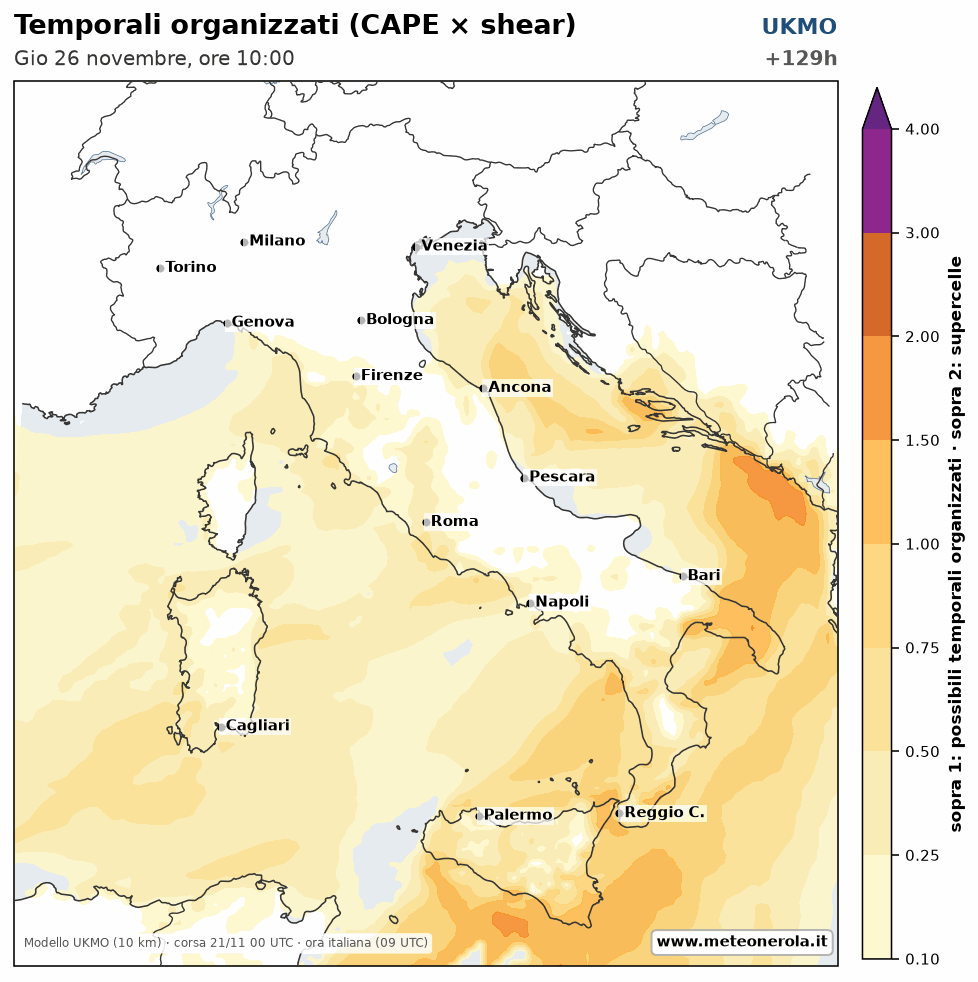 Temporali organizzati (CAPE × shear)
UKMO
Gio 26 novembre, ore 10:00
+129h
Milano
Venezia
Torino
Genova
Bologna
Firenze
Ancona
Pescara
Roma
Bari
Napoli
Cagliari
Palermo
Reggio C.
Modello UKMO (10 km) · corsa 21/11 00 UTC · ora italiana (09 UTC)
www.meteonerola.it
4.00
3.00
2.00
1.50
1.00
0.75
0.50
0.25
0.10
sopra 1: possibili temporali organizzati · sopra 2: supercelle